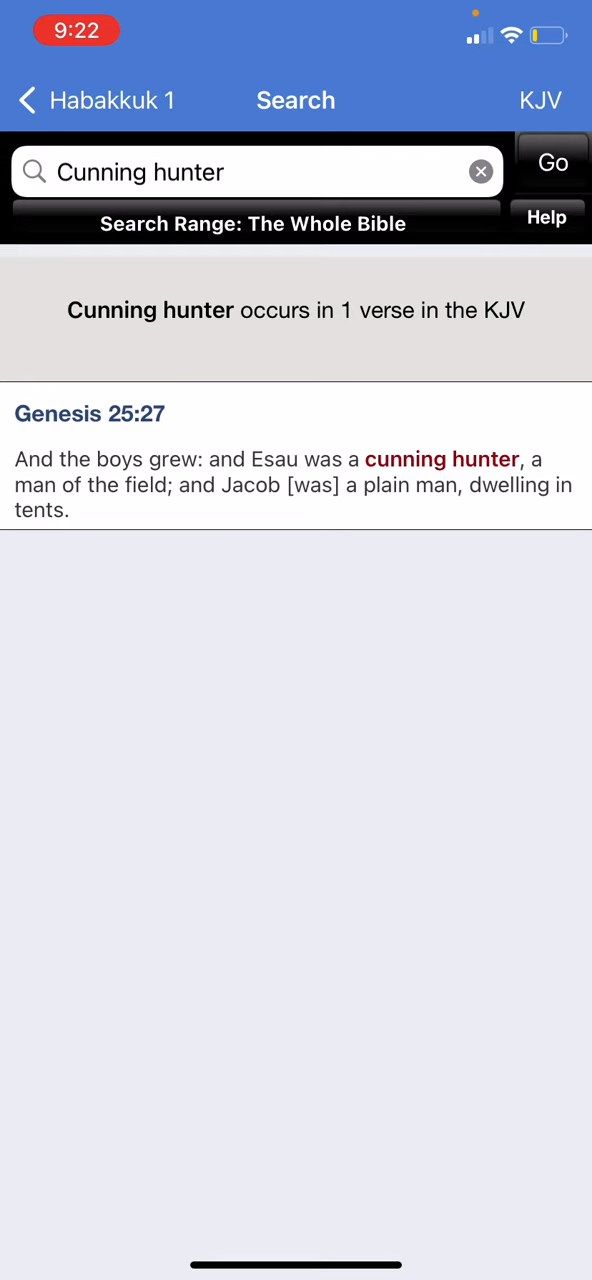 9:22
Habakkuk 1 Search KJV
Cunning hunter Go
Search Range: The Whole Bible Help
Cunning hunter occurs in 1 verse in the KJV
Genesis 25:27
And the boys grew: and Esau was a cunning hunter, a
man of the field; and Jacob [was] a plain man, dwelling in
tents.